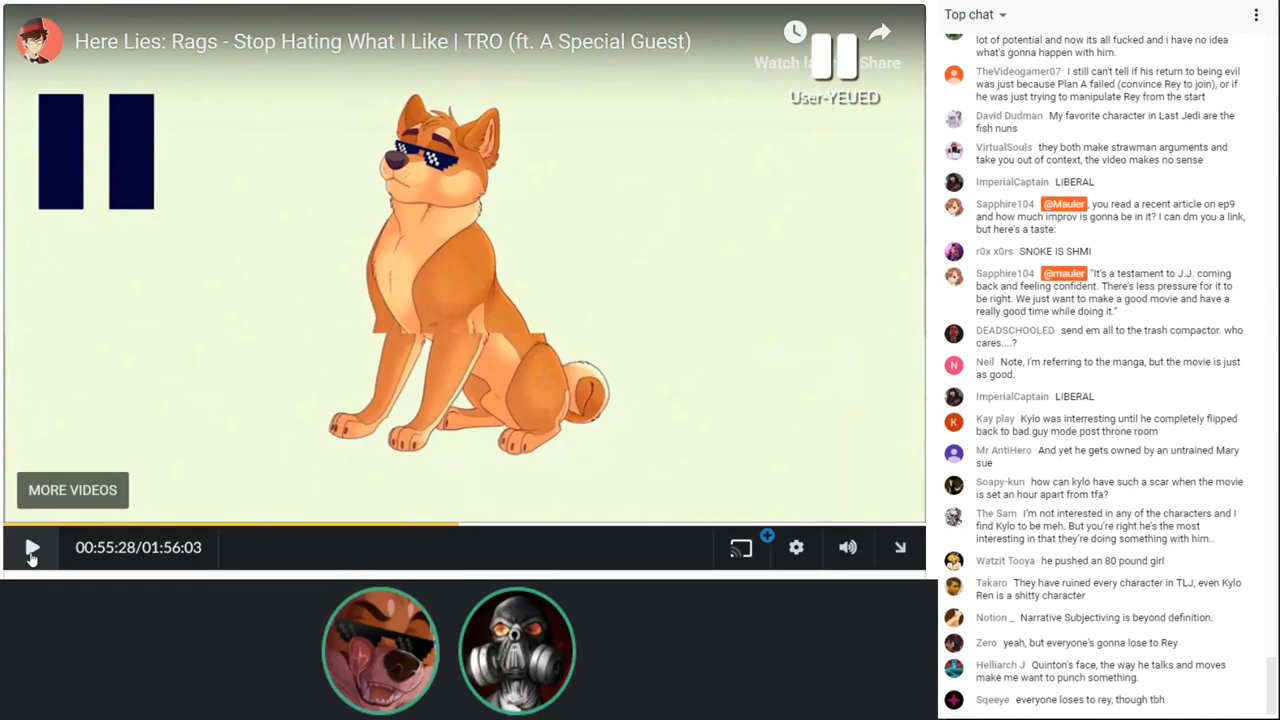 Here Lies: Rags - Stop Hating What I Like | TRO (ft. A Special Guest)
Share
User-YEUED
MORE VIDEOS
00:55:28/01:56:03
Top chat
lot of potential and now its all fucked and i have no idea
what's gonna happen with him.
TheVideogamer07 I still can't tell if his return to being evil
was just because Plan A failed (convince Rey to join), or if
he was just trying to manipulate Rey from the start
David Dudman My favorite character in Last Jedi are the
fish nuns
VirtualSouls they both make strawman arguments and
take you out of context, the video makes no sense
ImperialCaptain LIBERAL
Sapphire104 @Mauler, you read a recent article on ep9
and how much improv is gonna be in it? I can dm you a link,
but here's a taste:
r0x x0rs SNOKE IS SHMI
Sapphire104 @mauler "It's a testament to J.J. coming
back and feeling confident. There's less pressure for it to
be right. We just want to make a good movie and have a
really good time while doing it."
DEADSCHOOLED send em all to the trash compactor. who
cares....?
N
Neil Note, I'm referring to the manga, but the movie is just
as good.
ImperialCaptain LIBERAL
K
Kay play Kylo was interresting until he completely flipped
back to bad guy mode post throne room
Mr AntiHero And yet he gets owned by an untrained Mary
sue
Soapy-kun how can kylo have such a scar when the movie
is set an hour apart from tfa?
The Sam I'm not interested in any of the characters and I
find Kylo to be meh. But you're right he's the most
interesting in that they're doing something with him..
Watzit Tooya he pushed an 80 pound girl
Takaro They have ruined every character in TLJ, even Kylo
Ren is a shitty character
Notion _ Narrative Subjectiving is beyond definition.
Zero yeah, but everyone's gonna lose to Rey
Helliarch J Quinton's face, the way he talks and moves
make me want to punch something.
Sqeeye everyone loses to rey, though tbh